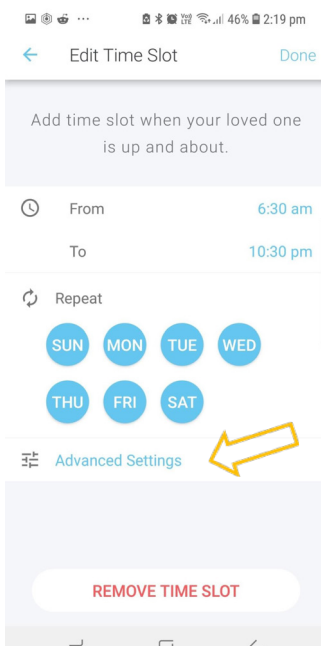 46% 2:19 pm
Edit Time Slot Done
Add time slot when your loved one
is up and about.
From 6:30 am
To 10:30 pm
Repeat
SUN MON TUE WED
THU FRI SAT
Advanced Settings
REMOVE TIME SLOT